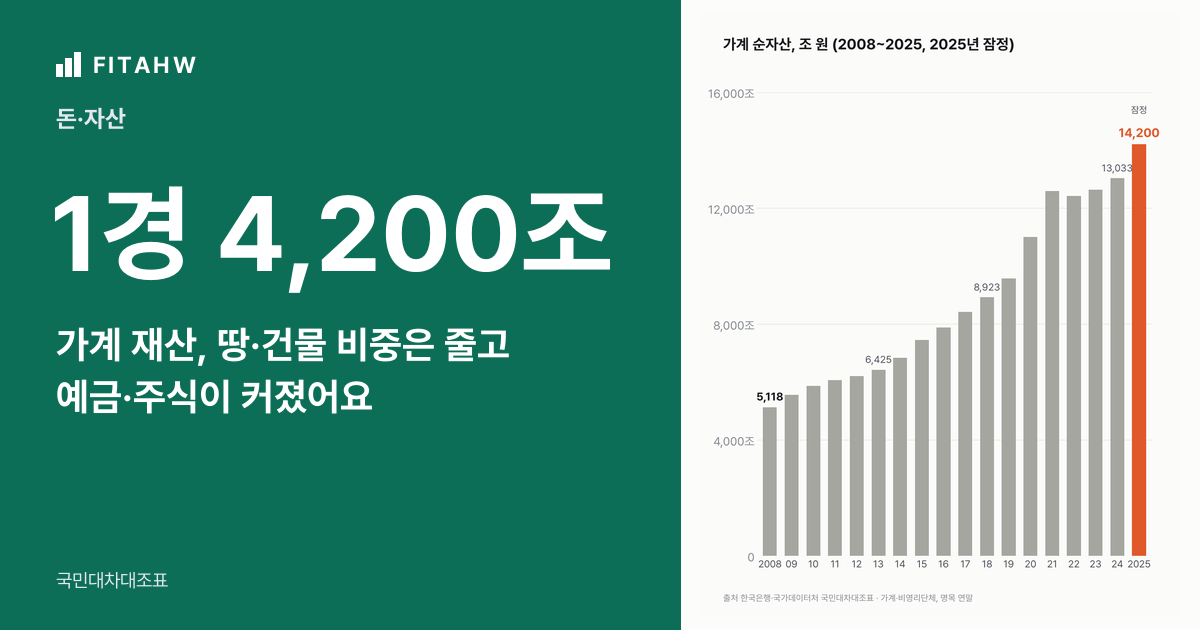 FITAHW
돈·자산
1경 4,200조
가계 재산, 땅·건물 비중은 줄고
예금·주식이 커졌어요
국민대차대조표
가계 순자산, 조 원 (2008~2025, 2025년 잠정)
16,000조
잠정
14,200
13,033
12,000조
8,923
8,000조
6,425
5,118
4,000조
0
2008 09 10 11 12 13 14 15 16 17 18 19 20 21 22 23 24 2025
출처 한국은행·국가데이터처 국민대차대조표 · 가계·비영리단체, 명목 연말